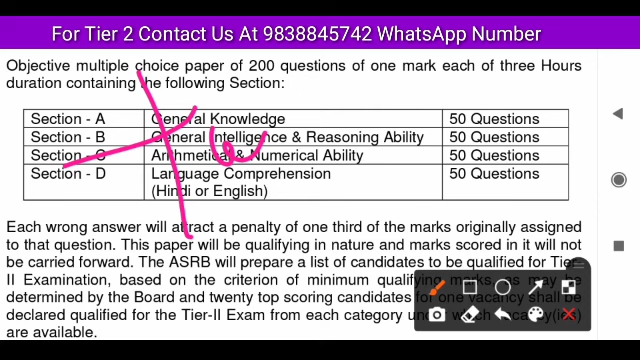 For Tier 2 Contact Us At 9838845742 WhatsApp Number
Objective multiple choice paper of 200 questions of one mark each of three Hours
duration containing the following Section:
Section - A General Knowledge 50 Questions
Section - B General Intelligence & Reasoning Ability 50 Questions
Section - C Arithmetical & Numerical Ability 50 Questions
Section - D Language Comprehension 50 Questions
(Hindi or English)
Each wrong answer will attract a penalty of one third of the marks originally assigned
to that question. This paper will be qualifying in nature and marks scored in it will not
be carried forward. The ASRB will prepare a list of candidates to be qualified for Tier-
II Examination, based on the criterion of minimum qualifying marks, as may be
determined by the Board and twenty top scoring candidates for one vacancy shall be
declared qualified for the Tier-II Exam from each category under which vacancy(ies)
are available.